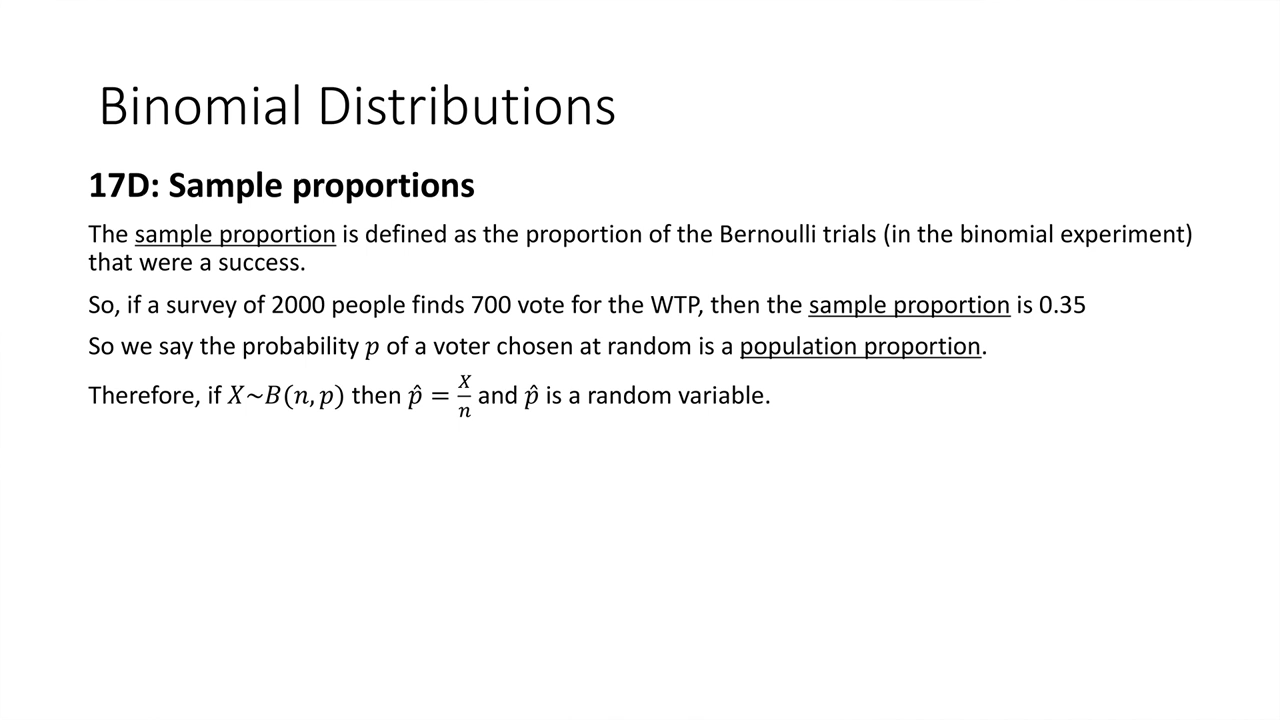 Binomial Distributions
17D: Sample proportions
The sample proportion is defined as the proportion of the Bernoulli trials (in the binomial experiment)
that were a success.
So, if a survey of 2000 people finds 700 vote for the WTP, then the sample proportion is 0.35
So we say the probability 𝑝 of a voter chosen at random is a population proportion.
Therefore, if 𝑋~𝐵(𝑛, 𝑝) then 𝑝̂ = 𝑋/𝑛 and 𝑝̂ is a random variable.